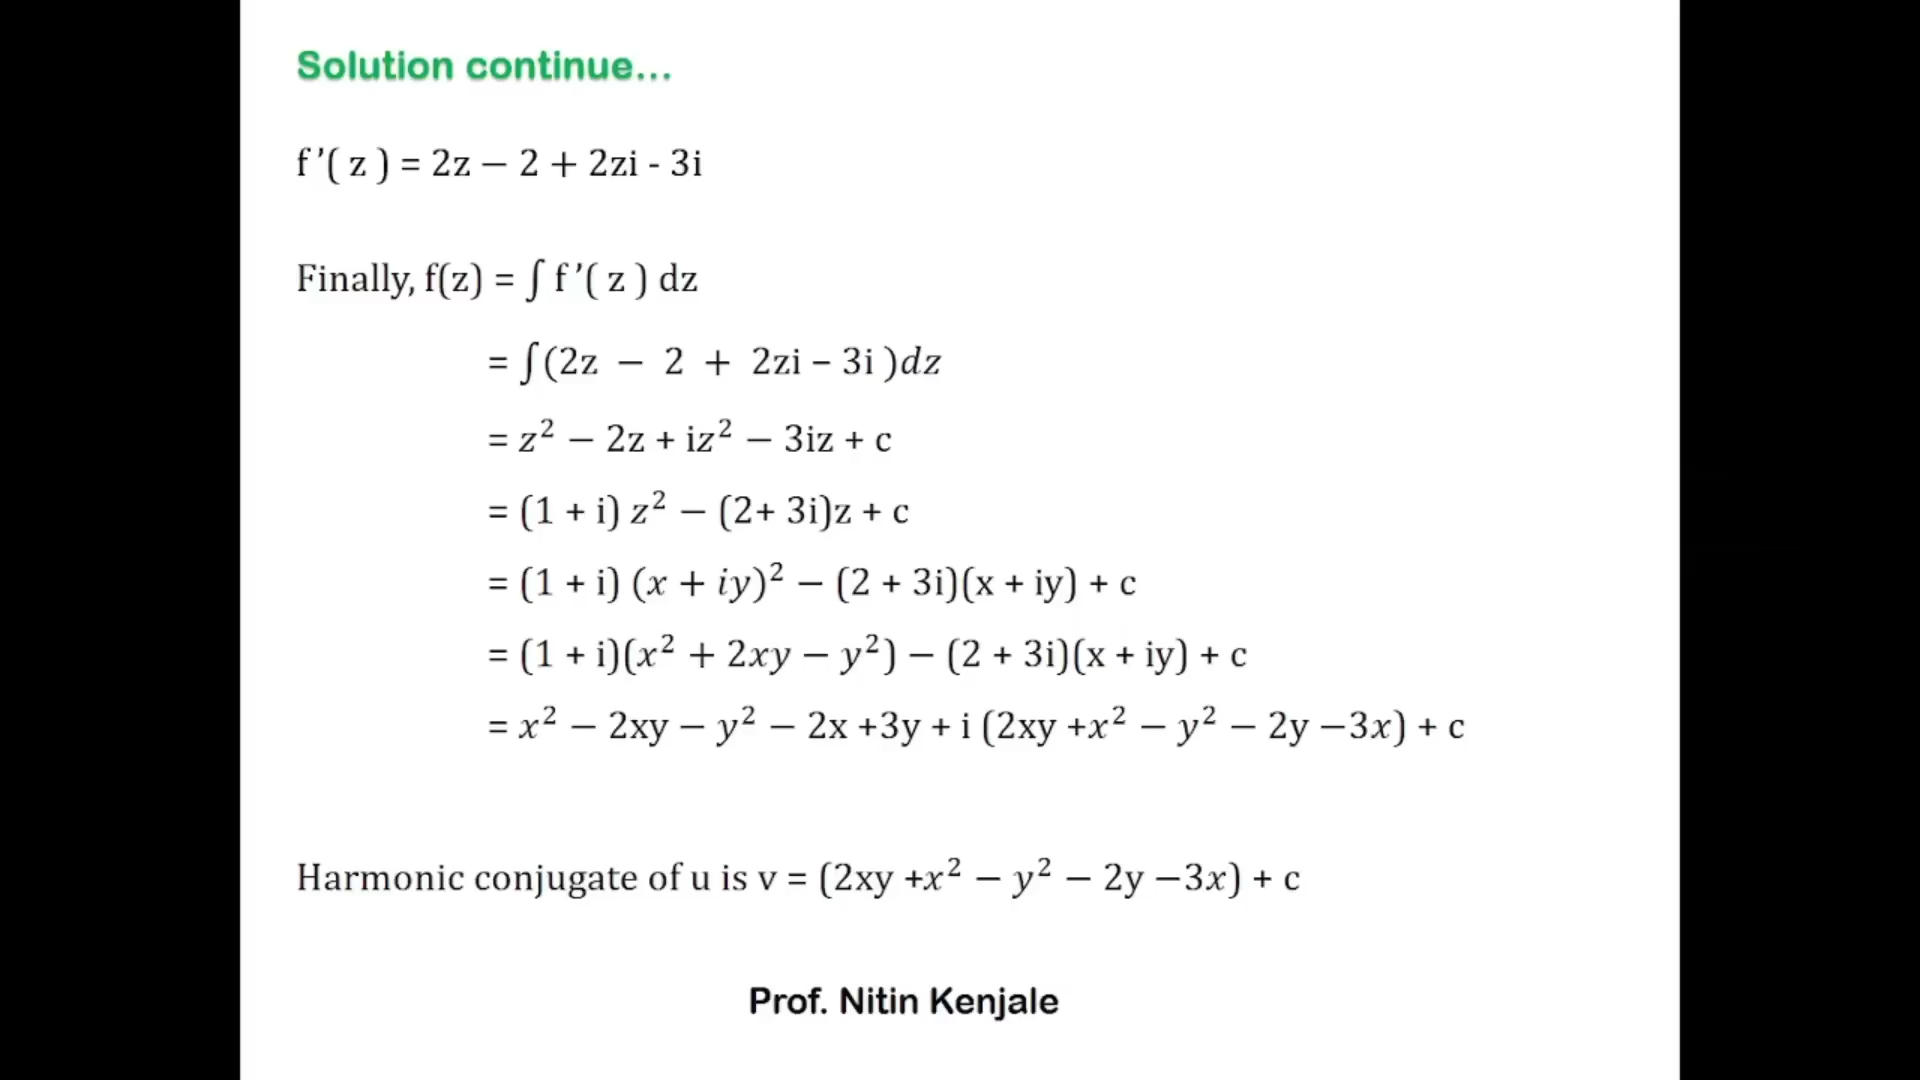 Solution continue...
f ’( z ) = 2z − 2 + 2zi - 3i
Finally, f(z) = ∫ f ’( z ) dz
= ∫(2z − 2 + 2zi – 3i )dz
= z² − 2z + iz² − 3iz + c
= (1 + i) z² − (2+ 3i)z + c
= (1 + i) (x + iy)² − (2 + 3i)(x + iy) + c
= (1 + i)(x² + 2xy − y²) − (2 + 3i)(x + iy) + c
= x² − 2xy − y² − 2x +3y + i (2xy +x² − y² − 2y −3x) + c
Harmonic conjugate of u is v = (2xy +x² − y² − 2y −3x) + c
Prof. Nitin Kenjale